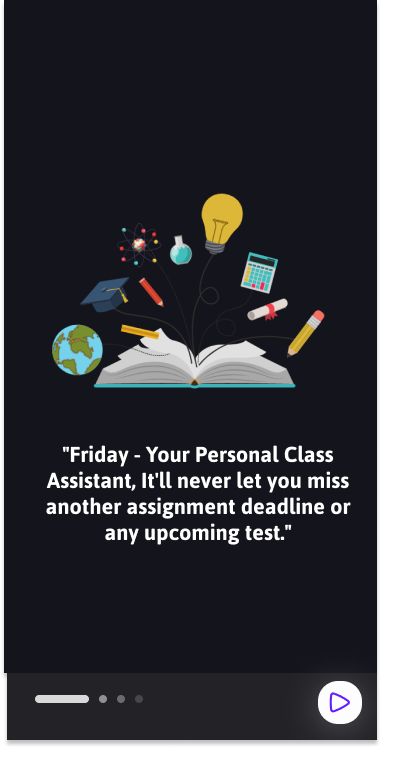 "Friday - Your Personal Class
Assistant, It'll never let you miss
another assignment deadline or
any upcoming test."